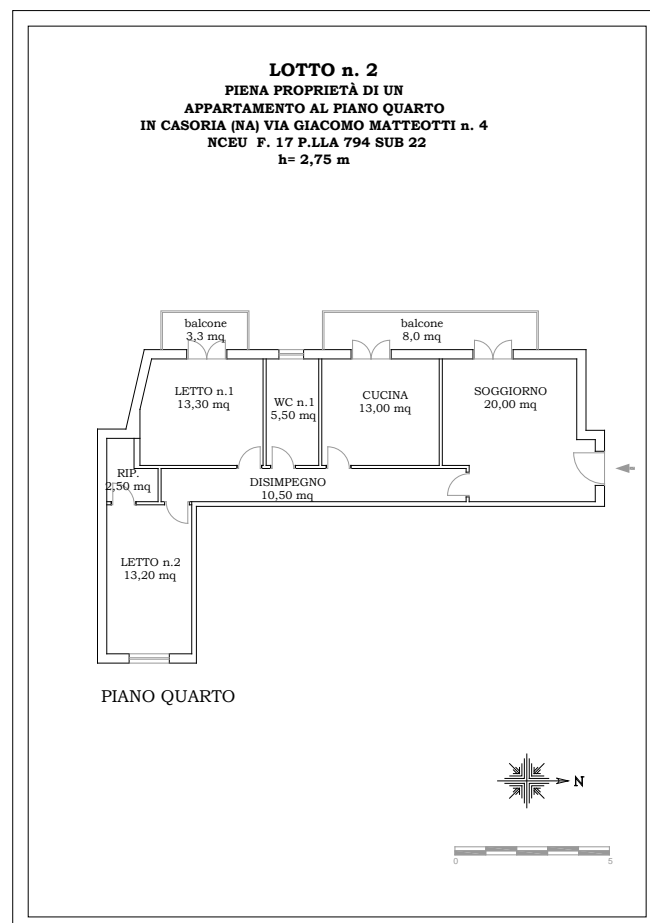 LOTTO n. 2
PIENA PROPRIETÀ DI UN
APPARTAMENTO AL PIANO QUARTO
IN CASORIA (NA) VIA GIACOMO MATTEOTTI n. 4
NCEU F. 17 P.LLA 794 SUB 22
h= 2,75 m
balcone
3,3 mq
balcone
8,0 mq
LETTO n.1
13,30 mq
WC n.1
5,50 mq
CUCINA
13,00 mq
SOGGIORNO
20,00 mq
RIP.
2,50 mq
DISIMPEGNO
10,50 mq
LETTO n.2
13,20 mq
PIANO QUARTO
N
0 5